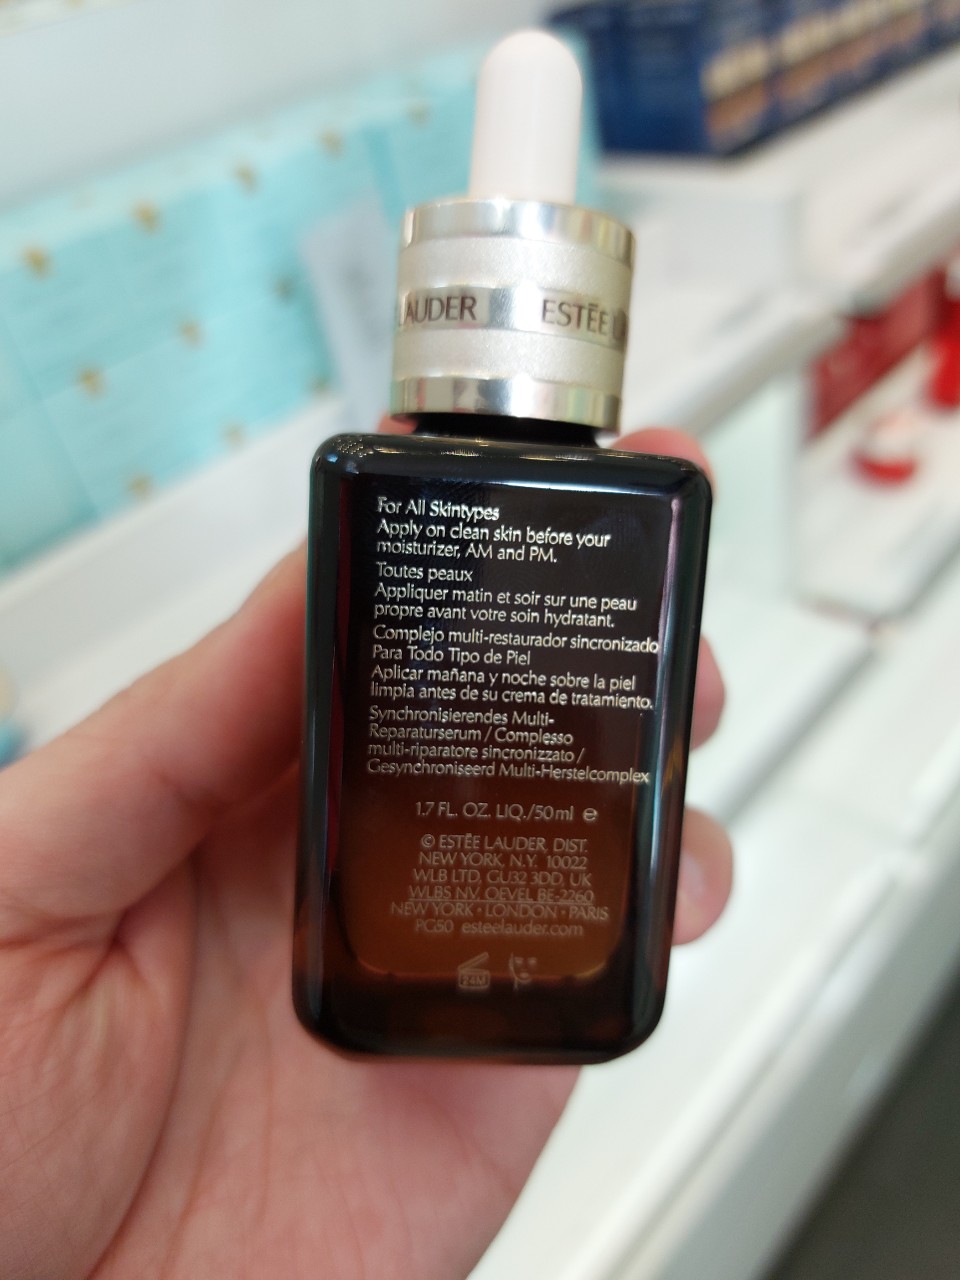 LAUDER ESTĒE L
For All Skintypes
Apply on clean skin before your
moisturizer, AM and PM.
Toutes peaux
Appliquer matin et soir sur une peau
propre avant votre soin hydratant.
Complejo multi-restaurador sincronizado
Para Todo Tipo de Piel
Aplicar mañana y noche sobre la piel
limpia antes de su crema de tratamiento.
Synchronisierendes Multi-
Reparaturserum / Complesso
multi-riparatore sincronizzato /
Gesynchroniseerd Multi-Herstelcomplex
1.7 FL. OZ. LIQ./50 ml ℮
© ESTĒE LAUDER, DIST.
NEW YORK, N.Y. 10022
WLB LTD, GU32 3DD, UK
WLBS NV, OEVEL BE-2260
NEW YORK • LONDON • PARIS
PG50 esteelauder.com
24M